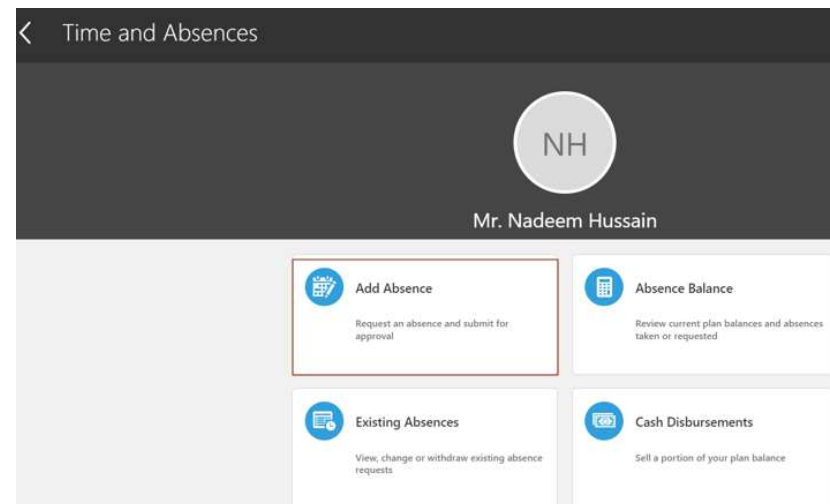 Time and Absences
NH
Mr. Nadeem Hussain
Add Absence
Request an absence and submit for
approval
Absence Balance
Review current plan balances and absences
taken or requested
Existing Absences
View, change or withdraw existing absence
requests
Cash Disbursements
Sell a portion of your plan balance